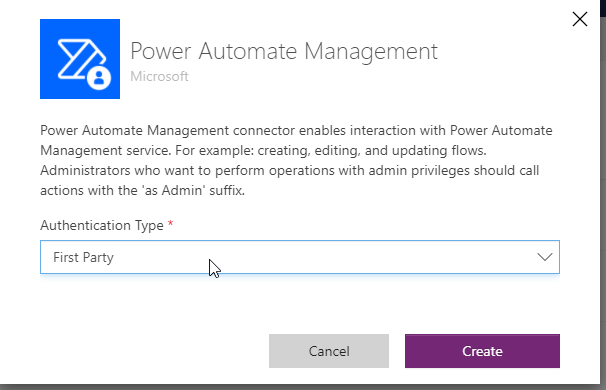 Power Automate Management
Microsoft
Power Automate Management connector enables interaction with Power Automate
Management service. For example: creating, editing, and updating flows.
Administrators who want to perform operations with admin privileges should call
actions with the 'as Admin' suffix.
Authentication Type *
First Party
Cancel
Create